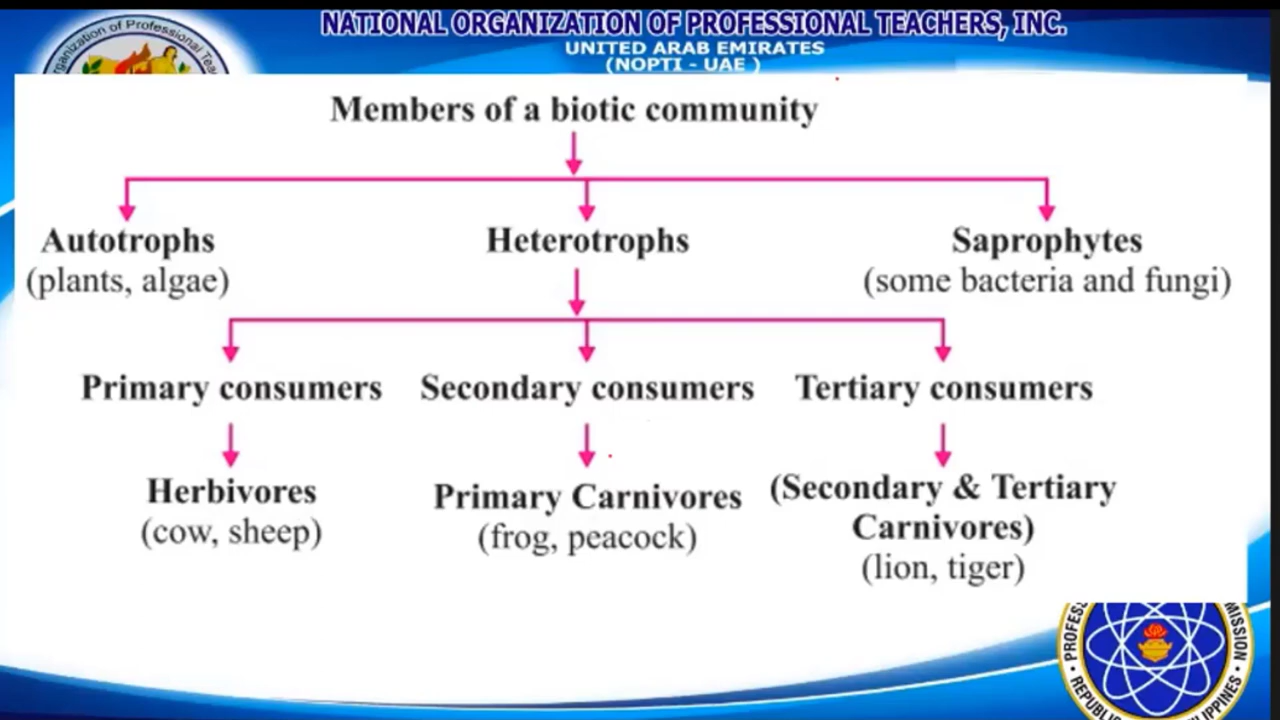 NATIONAL ORGANIZATION OF PROFESSIONAL TEACHERS, INC.
UNITED ARAB EMIRATES
(NOPTI - UAE )
of Professional
Members of a biotic community
Autotrophs
(plants, algae)
Heterotrophs
Saprophytes
(some bacteria and fungi)
Primary consumers
Secondary consumers
Tertiary consumers
Herbivores
(cow, sheep)
Primary Carnivores
(frog, peacock)
(Secondary & Tertiary
Carnivores)
(lion, tiger)